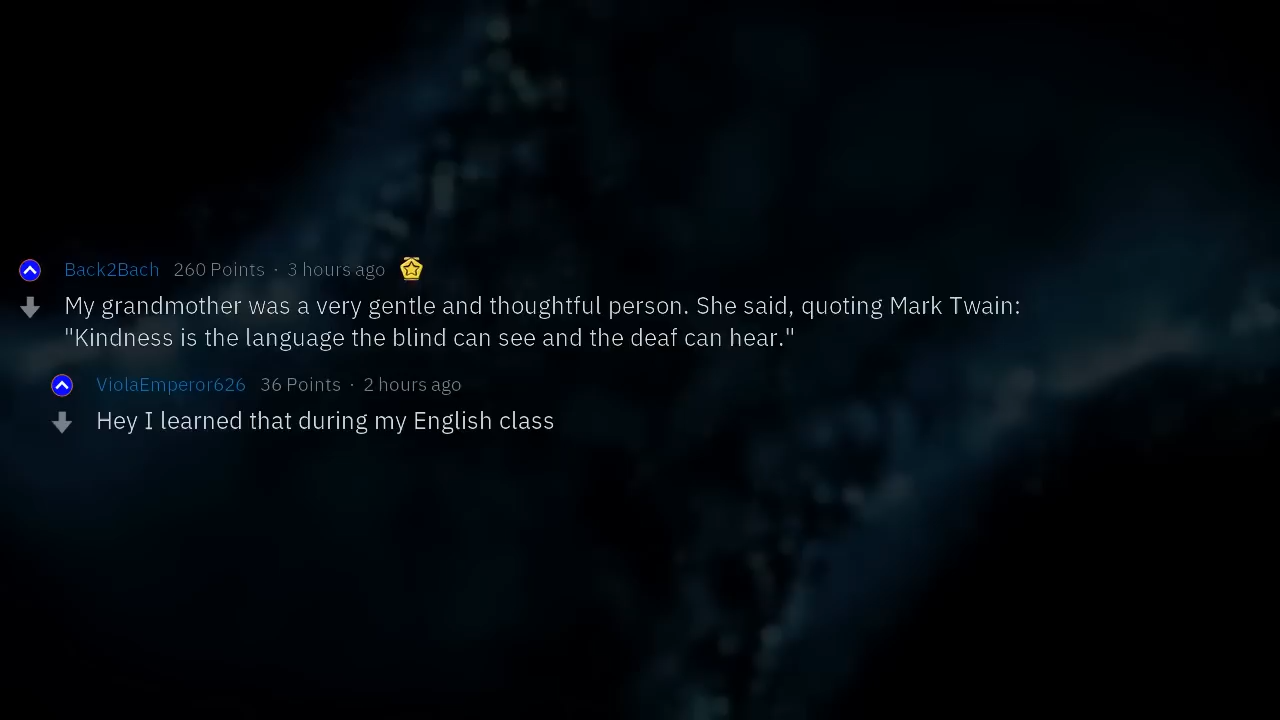 Back2Bach 260 Points · 3 hours ago
My grandmother was a very gentle and thoughtful person. She said, quoting Mark Twain:
"Kindness is the language the blind can see and the deaf can hear."
ViolaEmperor626 36 Points · 2 hours ago
Hey I learned that during my English class